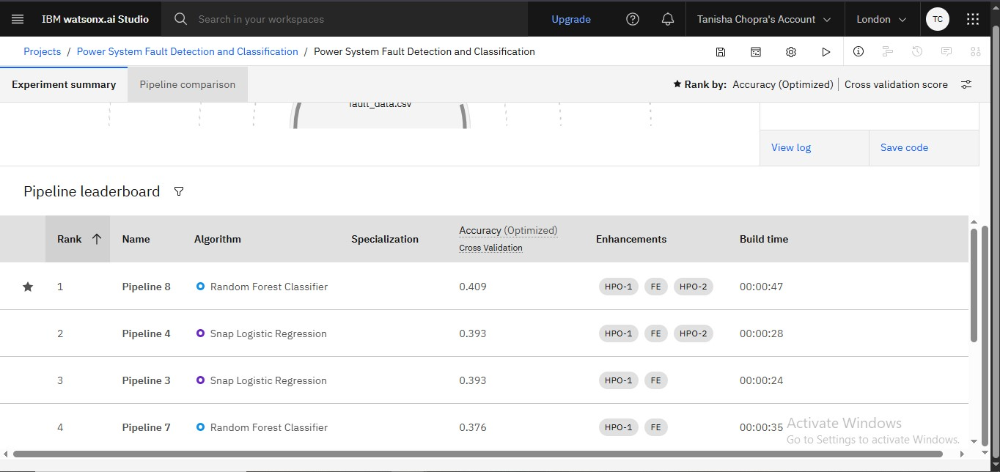 IBM watsonx.ai Studio Search in your workspaces Upgrade Tanisha Chopra's Account London TC
Projects / Power System Fault Detection and Classification / Power System Fault Detection and Classification
Experiment summary Pipeline comparison Rank by: Accuracy (Optimized) Cross validation score
fault_data.csv
View log Save code
Pipeline leaderboard
Rank Name Algorithm Specialization Accuracy (Optimized) Enhancements Build time
Cross Validation
1 Pipeline 8 Random Forest Classifier 0.409 HPO-1 FE HPO-2 00:00:47
2 Pipeline 4 Snap Logistic Regression 0.393 HPO-1 FE HPO-2 00:00:28
3 Pipeline 3 Snap Logistic Regression 0.393 HPO-1 FE 00:00:24
4 Pipeline 7 Random Forest Classifier 0.376 HPO-1 FE 00:00:35
Activate Windows
Go to Settings to activate Windows.